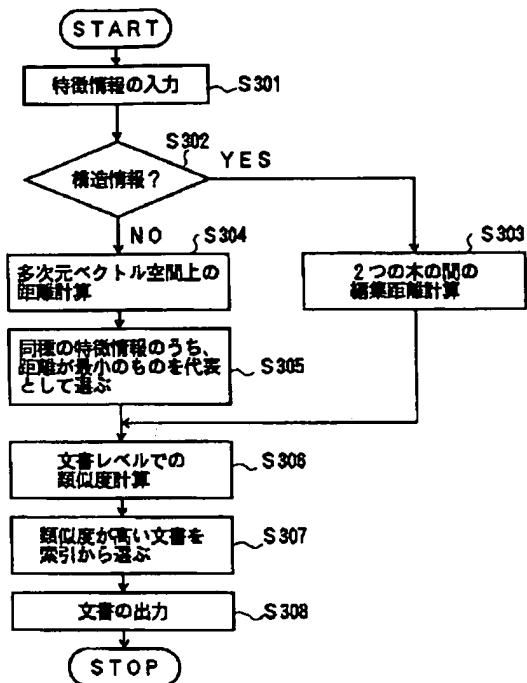 START
特徴情報の入力
S301
S302
構造情報?
YES
NO
S304
S303
多次元ベクトル空間上の
距離計算
2つの木の間の
編集距離計算
同種の特徴情報のうち、
距離が最小のものを代表
として選ぶ
S305
文書レベルでの
類似度計算
S306
類似度が高い文書を
索引から選ぶ
S307
文書の出力
S308
STOP